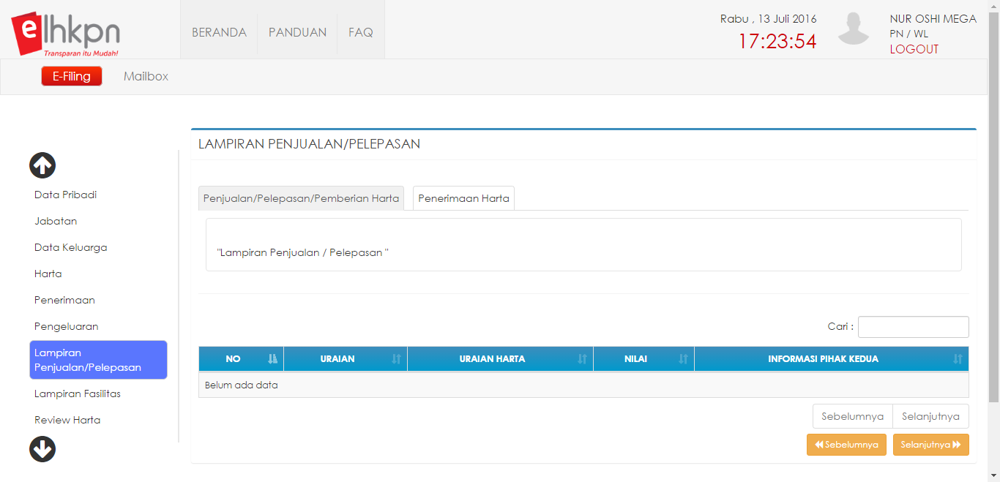 elhkpn
Transparan itu Mudah!
BERANDA
PANDUAN
FAQ
Rabu , 13 Juli 2016
17:23:54
NUR OSHI MEGA
PN / WL
LOGOUT
E-Filing
Mailbox
Data Pribadi
Jabatan
Data Keluarga
Harta
Penerimaan
Pengeluaran
Lampiran
Penjualan/Pelepasan
Lampiran Fasilitas
Review Harta
LAMPIRAN PENJUALAN/PELEPASAN
Penjualan/Pelepasan/Pemberian Harta
Penerimaan Harta
"Lampiran Penjualan / Pelepasan "
Cari :
NO
URAIAN
URAIAN HARTA
NILAI
INFORMASI PIHAK KEDUA
Belum ada data
Sebelumnya
Selanjutnya
Sebelumnya
Selanjutnya